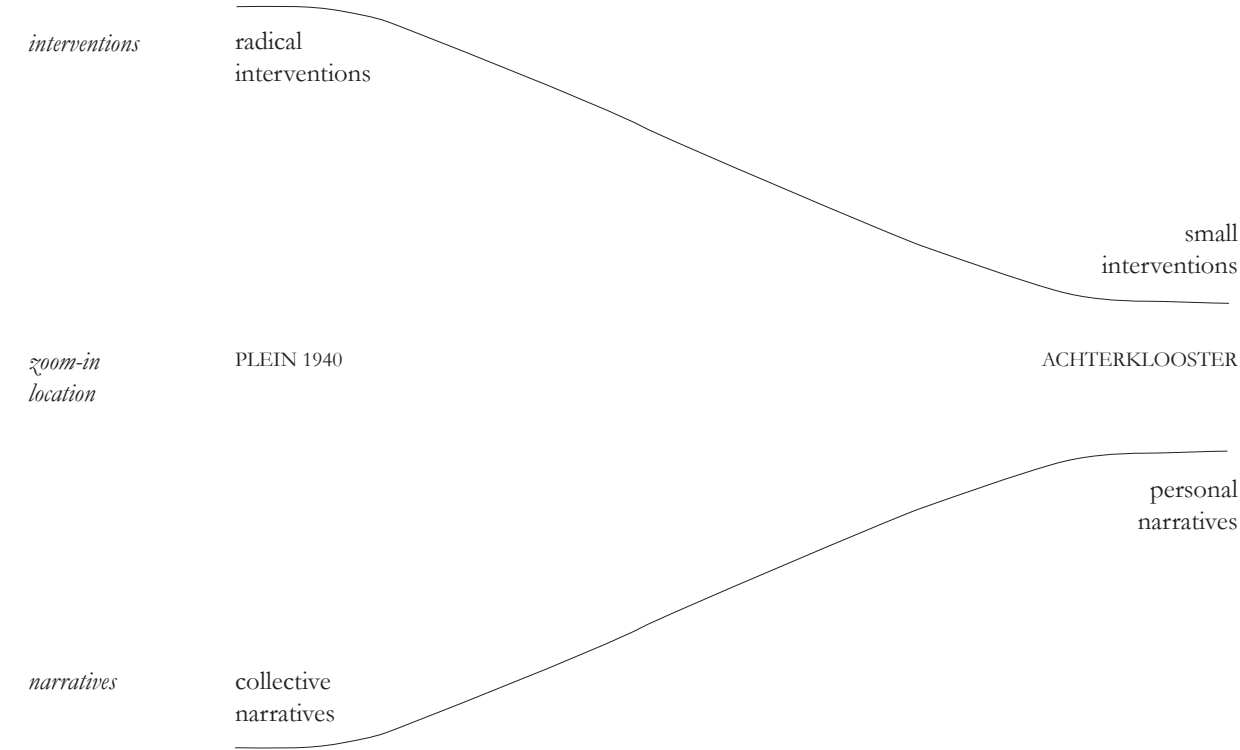 interventions
radical
interventions
small
interventions
zoom-in
location
PLEIN 1940
ACHTERKLOOSTER
personal
narratives
narratives
collective
narratives